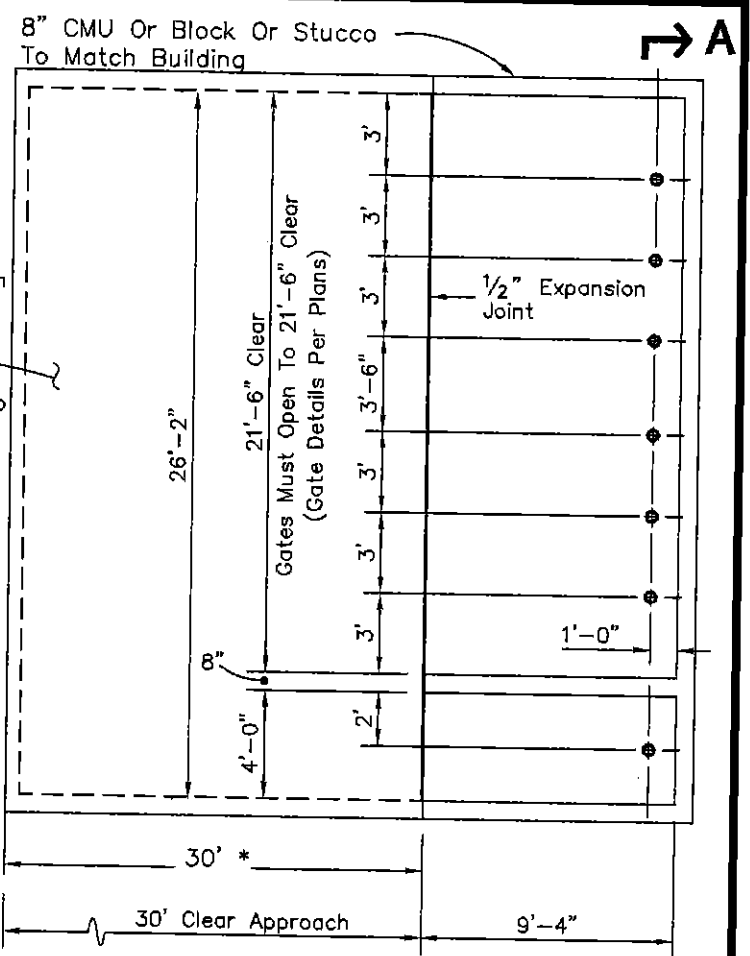 8" CMU Or Block Or Stucco
To Match Building
A
3'
3'
3'
1/2" Expansion
Joint
3'-6"
3'
3'
3'
26'-2"
21'-6" Clear
Gates Must Open To 21'-6" Clear
(Gate Details Per Plans)
1'-0"
8"
4'-0"
2'
30' *
30' Clear Approach
9'-4"